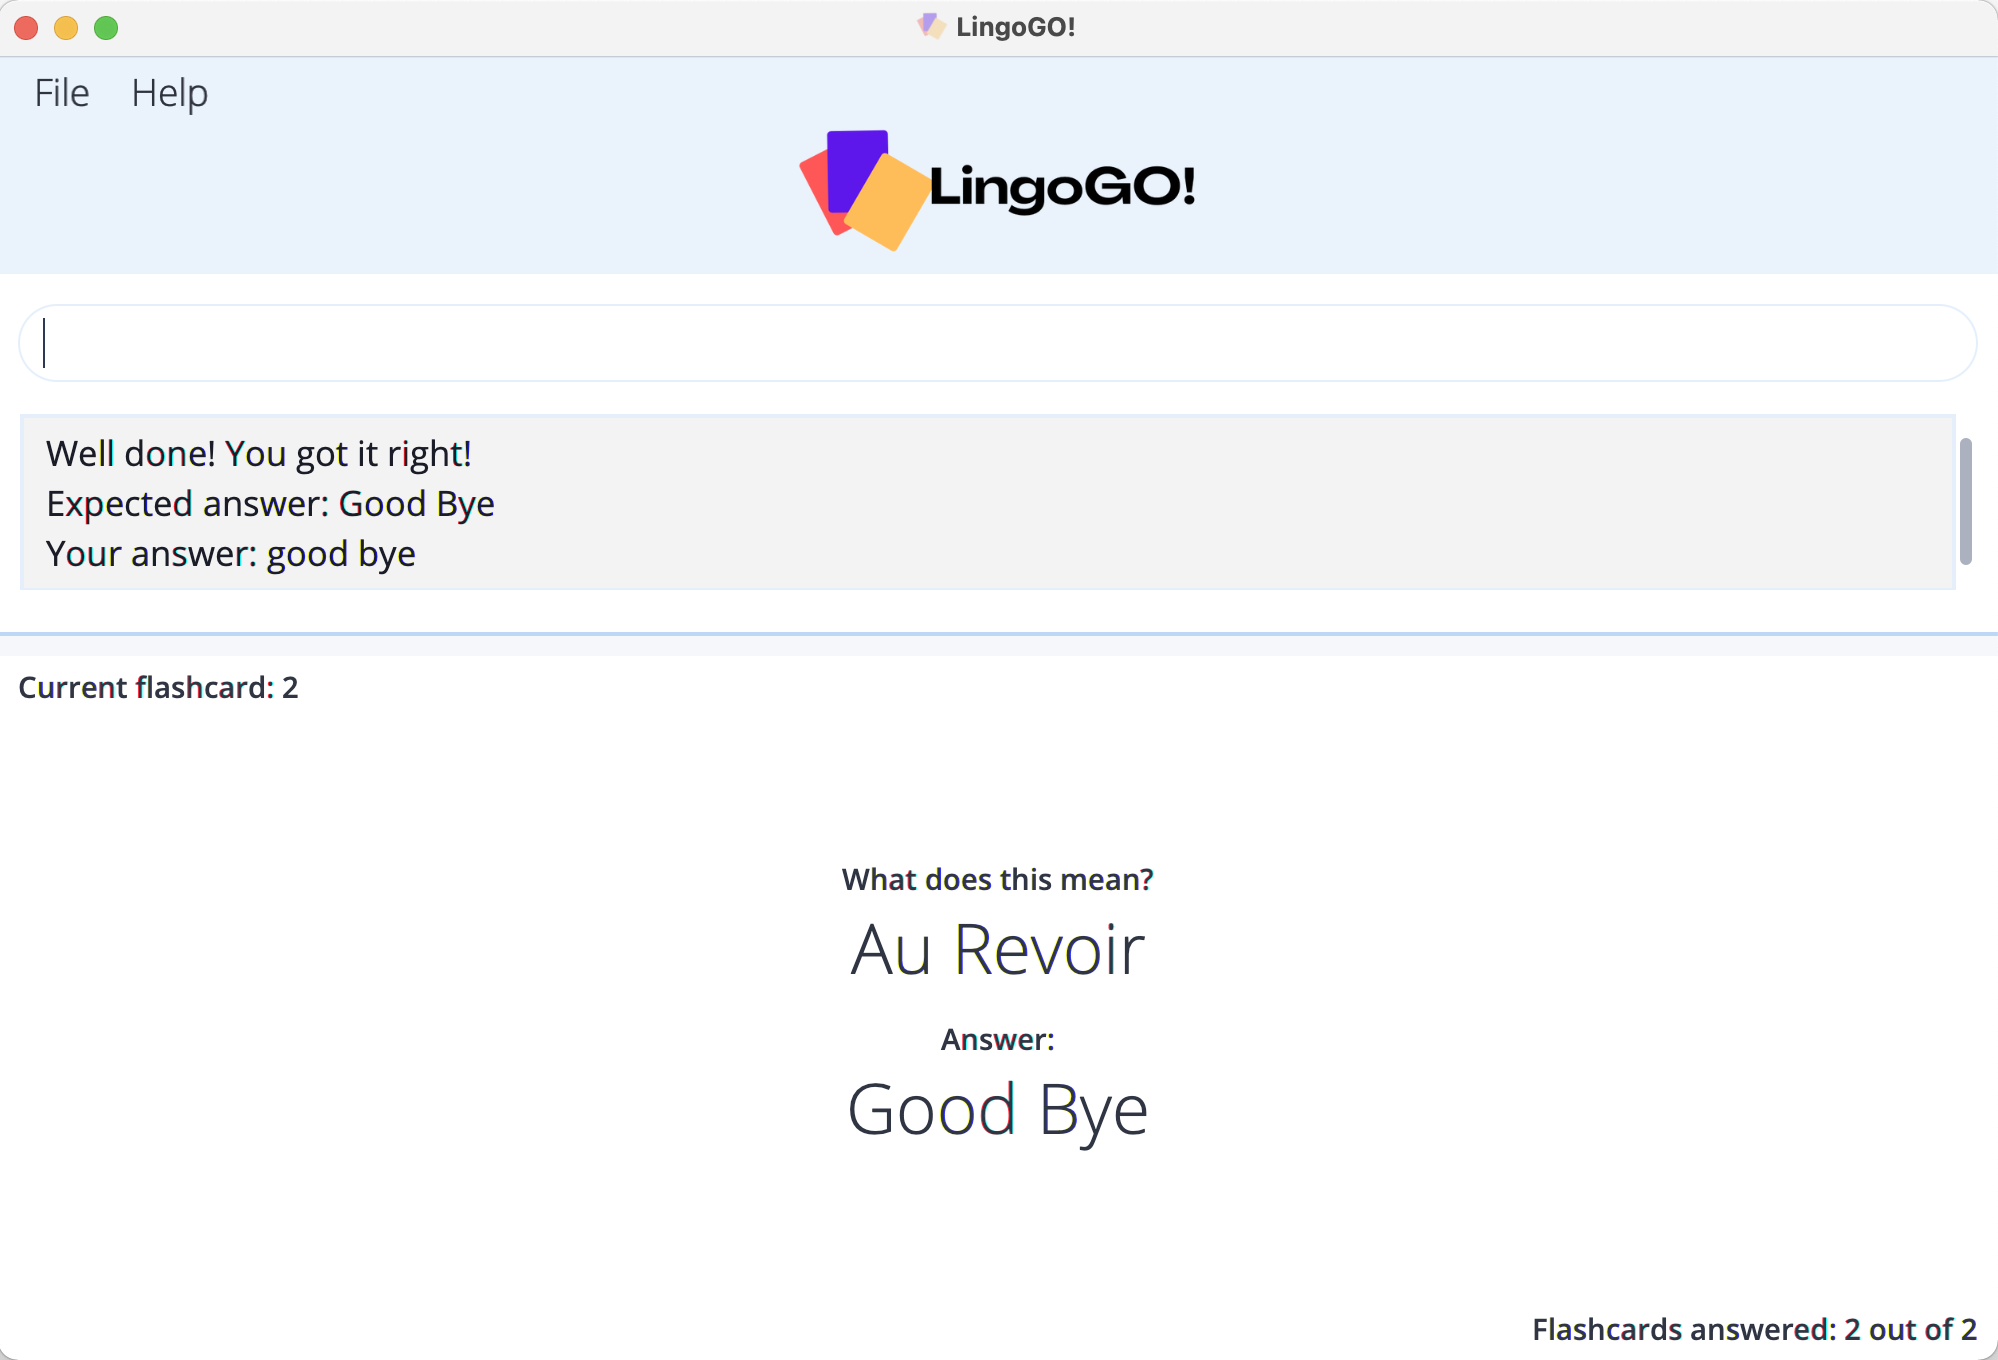 LingoGO!
File Help
LingoGO!
Well done! You got it right!
Expected answer: Good Bye
Your answer: good bye
Current flashcard: 2
What does this mean?
Au Revoir
Answer:
Good Bye
Flashcards answered: 2 out of 2